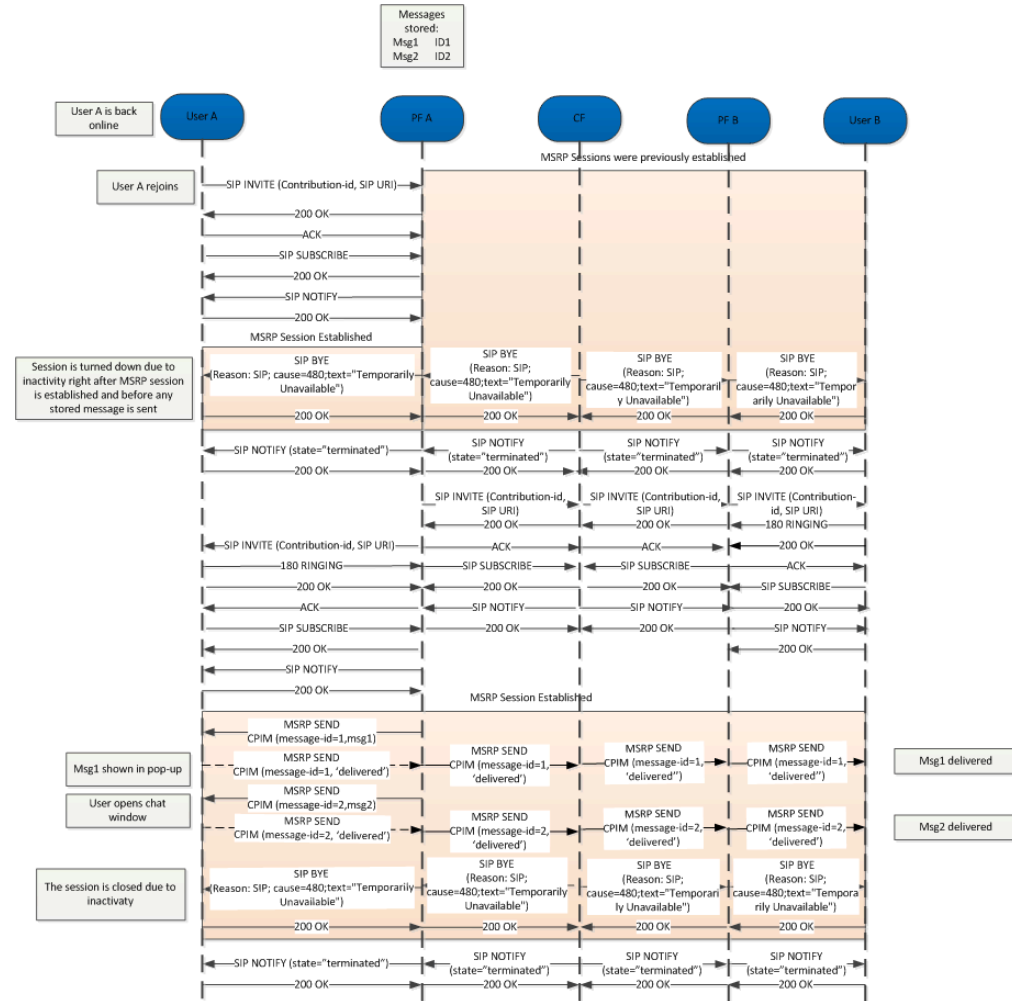 Messages
stored:
Msg1 ID1
Msg2 ID2
User A is back
online
User A
PF A
CF
PF B
User B
MSRP Sessions were previously established
User A rejoins
SIP INVITE (Contribution-id, SIP URI)
200 OK
ACK
SIP SUBSCRIBE
200 OK
SIP NOTIFY
200 OK
MSRP Session Established
Session is turned down due to
inactivity right after MSRP session
is established and before any
stored message is sent
SIP BYE
(Reason: SIP; cause=480;text="Temporarily
Unavailable")
SIP BYE
(Reason: SIP;
cause=480;text="Temporarily
Unavailable")
SIP BYE
(Reason: SIP;
cause=480;text="Temporaril
y Unavailable")
SIP BYE
(Reason: SIP;
cause=480;text="Tempor
arily Unavailable")
200 OK
200 OK
200 OK
200 OK
SIP NOTIFY (state="terminated")
SIP NOTIFY
(state="terminated")
SIP NOTIFY
(state="terminated")
SIP NOTIFY
(state="terminated")
200 OK
200 OK
200 OK
200 OK
SIP INVITE (Contribution-id,
SIP URI)
SIP INVITE (Contribution-id,
SIP URI)
SIP INVITE (Contribution-
id, SIP URI)
200 OK
200 OK
180 RINGING
SIP INVITE (Contribution-id, SIP URI)
ACK
ACK
200 OK
180 RINGING
SIP SUBSCRIBE
SIP SUBSCRIBE
ACK
200 OK
200 OK
200 OK
SIP SUBSCRIBE
ACK
SIP NOTIFY
SIP NOTIFY
200 OK
SIP SUBSCRIBE
200 OK
200 OK
SIP NOTIFY
200 OK
200 OK
SIP NOTIFY
200 OK
MSRP Session Established
MSRP SEND
CPIM (message-id=1,msg1)
Msg1 shown in pop-up
MSRP SEND
CPIM (message-id=1, ‘delivered’)
MSRP SEND
CPIM (message-id=1,
‘delivered’)
MSRP SEND
CPIM (message-id=1,
‘delivered’')
MSRP SEND
CPIM (message-id=1,
‘delivered’')
Msg1 delivered
User opens chat
window
MSRP SEND
CPIM (message-id=2,msg2)
MSRP SEND
CPIM (message-id=2, ‘delivered’)
MSRP SEND
CPIM (message-id=2,
‘delivered’)
MSRP SEND
CPIM (message-id=2,
‘delivered’)
MSRP SEND
CPIM (message-id=2,
‘delivered’)
Msg2 delivered
The session is closed due to
inactivaty
SIP BYE
(Reason: SIP; cause=480;text="Temporarily
Unavailable")
SIP BYE
(Reason: SIP;
cause=480;text="Temporarily
Unavailable")
SIP BYE
(Reason: SIP;
cause=480;text="Temporari
ly Unavailable")
SIP BYE
(Reason: SIP;
cause=480;text="Tempora
rily Unavailable")
200 OK
200 OK
200 OK
200 OK
SIP NOTIFY (state="terminated")
SIP NOTIFY
(state="terminated")
SIP NOTIFY
(state="terminated")
SIP NOTIFY
(state="terminated")
200 OK
200 OK
200 OK
200 OK